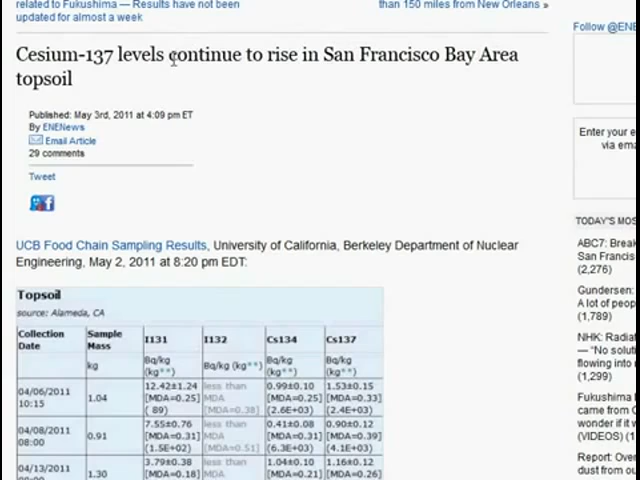 related to Fukushima — Results have not been
updated for almost a week
than 150 miles from New Orleans »
Follow @EN
Cesium-137 levels continue to rise in San Francisco Bay Area
topsoil
Published: May 3rd, 2011 at 4:09 pm ET
By ENENews
Email Article
29 comments
Tweet
Enter your e
via ema
UCB Food Chain Sampling Results, University of California, Berkeley Department of Nuclear
Engineering, May 2, 2011 at 8:20 pm EDT:
TODAY'S MOS
ABC7: Break
San Francis
(2,276)
Gundersen:
A lot of peop
(1,789)
NHK: Radia
— "No solut
flowing into
(1,299)
Fukushima
came from
wonder if it
(VIDEOS) (1
Report: Over
dust from ou
Topsoil
source: Alameda, CA
Collection Date Sample Mass I131 I132 Cs134 Cs137
kg Bq/kg (kg**) Bq/kg (kg**) Bq/kg (kg**) Bq/kg (kg**)
04/06/2011 10:15 1.04 12.42±1.24 [MDA=0.25] ( 89) less than MDA [MDA=0.38] 0.99±0.10 [MDA=0.25] (2.6E+03) 1.53±0.15 [MDA=0.33] (2.4E+03)
04/08/2011 08:00 0.91 7.55±0.76 [MDA=0.31] (1.5E+02) less than MDA [MDA=0.51] 0.41±0.08 [MDA=0.31] (6.3E+03) 0.90±0.12 [MDA=0.39] (4.1E+03)
04/13/2011 1.30 3.79±0.38 [MDA=0.18] less than MDA 1.04±0.10 [MDA=0.21] 1.16±0.12 [MDA=0.26]